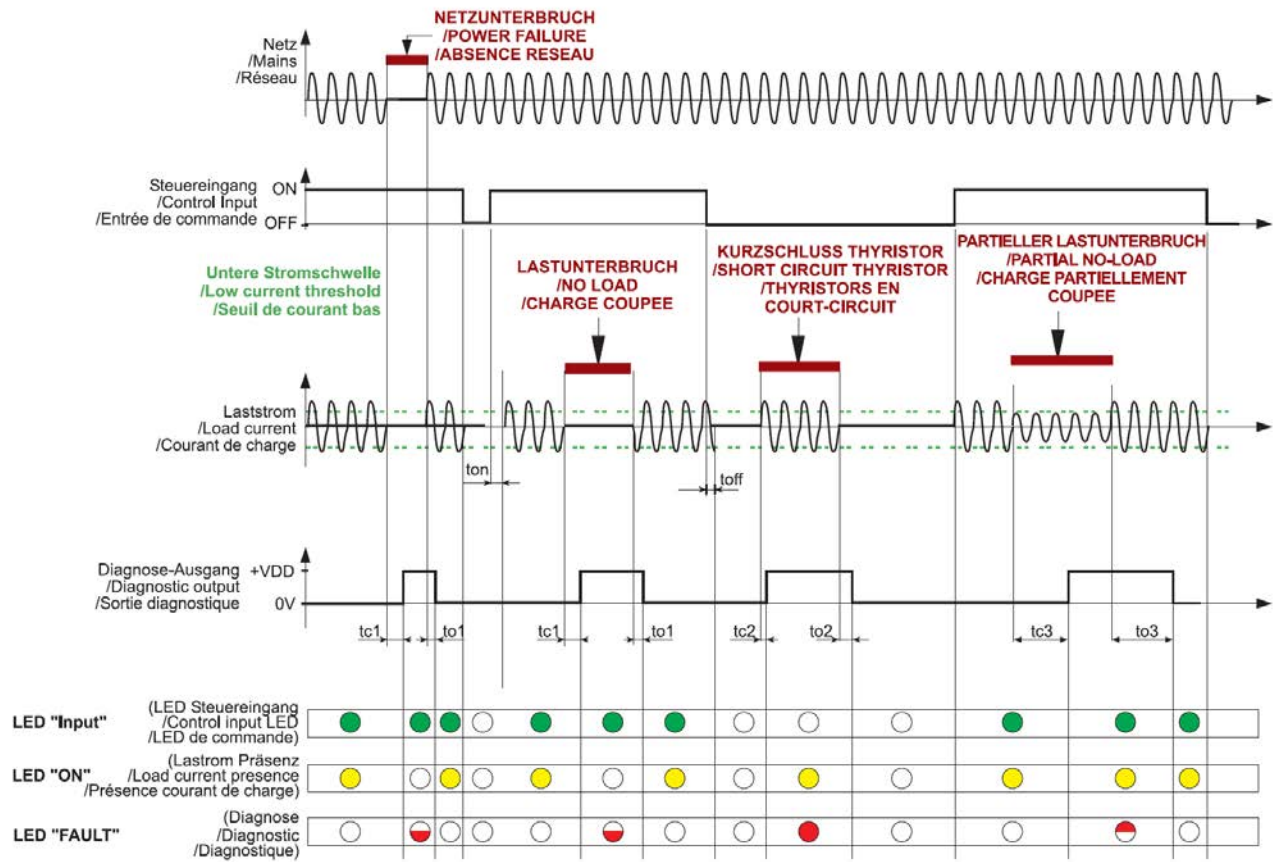 NETZUNTERBRUCH
/POWER FAILURE
/ABSENCE RESEAU
Netz
/Mains
/Réseau
Steuereingang
/Control Input
/Entrée de commande
ON
OFF
Untere Stromschwelle
/Low current threshold
/Seuil de courant bas
LASTUNTERBRUCH
/NO LOAD
/CHARGE COUPEE
KURZSCHLUSS THYRISTOR
/SHORT CIRCUIT THYRISTOR
/THYRISTORS EN
COURT-CIRCUIT
PARTIELLER LASTUNTERBRUCH
/PARTIAL NO-LOAD
/CHARGE PARTIELLEMENT
COUPEE
Laststrom
/Load current
/Courant de charge
ton
toff
Diagnose-Ausgang
/Diagnostic output
/Sortie diagnostique
+VDD
0V
tc1
to1
tc1
to1
tc2
to2
tc3
to3
LED "Input"
(LED Steuereingang
/Control input LED
/LED de commande)
LED "ON"
(Lastrom Präsenz
/Load current presence
/Présence courant de charge)
LED "FAULT"
(Diagnose
/Diagnostic
/Diagnostique)